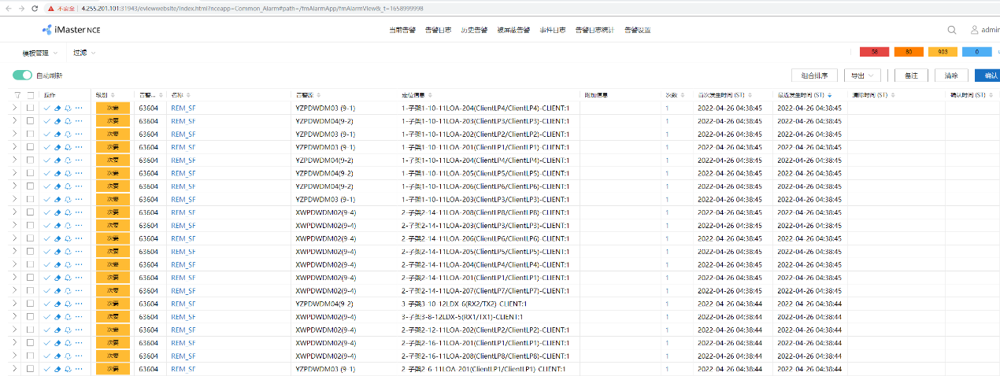 不安全 | 4.255.201.101:31943/eviewwebsite/index.html?nceapp=Common_Alarm#path=/fmAlarmApp/fmAlarmView&_t=1658999998
iMaster NCE 当前告警 告警日志 历史告警 被屏蔽告警 事件日志 告警日志统计 告警设置 admin
模板管理 过滤 58 80 903 0
自动刷新 组合排序 导出 备注 清除 确认
操作 级别 告警... 名称 告警源 定位信息 附加信息 次数 首次发生时间 (ST) 最近发生时间 (ST) 清除时间 (ST) 确认时间 (ST)
次要 63604 REM_SF YZPDWDM03 (9-1) 1-子架1-10-11LOA-204(ClientLP4/ClientLP4)-CLIENT:1 1 2022-04-26 04:38:45 2022-04-26 04:38:45
次要 63604 REM_SF YZPDWDM04(9-2) 1-子架1-10-11LOA-203(ClientLP3/ClientLP3)-CLIENT:1 1 2022-04-26 04:38:45 2022-04-26 04:38:45
次要 63604 REM_SF YZPDWDM03 (9-1) 1-子架1-10-11LOA-202(ClientLP2/ClientLP2)-CLIENT:1 1 2022-04-26 04:38:45 2022-04-26 04:38:45
次要 63604 REM_SF YZPDWDM03 (9-1) 1-子架1-10-11LOA-201(ClientLP1/ClientLP1)-CLIENT:1 1 2022-04-26 04:38:45 2022-04-26 04:38:45
次要 63604 REM_SF YZPDWDM04(9-2) 1-子架1-10-11LOA-204(ClientLP4/ClientLP4)-CLIENT:1 1 2022-04-26 04:38:45 2022-04-26 04:38:45
次要 63604 REM_SF YZPDWDM04(9-2) 1-子架1-10-11LOA-205(ClientLP5/ClientLP5)-CLIENT:1 1 2022-04-26 04:38:45 2022-04-26 04:38:45
次要 63604 REM_SF YZPDWDM04(9-2) 1-子架1-10-11LOA-206(ClientLP6/ClientLP6)-CLIENT:1 1 2022-04-26 04:38:45 2022-04-26 04:38:45
次要 63604 REM_SF YZPDWDM03 (9-1) 1-子架1-10-11LOA-203(ClientLP3/ClientLP3)-CLIENT:1 1 2022-04-26 04:38:45 2022-04-26 04:38:45
次要 63604 REM_SF XWPDWDM02(9-4) 2-子架2-14-11LOA-208(ClientLP8/ClientLP8)-CLIENT:1 1 2022-04-26 04:38:45 2022-04-26 04:38:45
次要 63604 REM_SF XWPDWDM02(9-4) 2-子架2-14-11LOA-203(ClientLP3/ClientLP3)-CLIENT:1 1 2022-04-26 04:38:45 2022-04-26 04:38:45
次要 63604 REM_SF XWPDWDM02(9-4) 2-子架2-14-11LOA-206(ClientLP6/ClientLP6)-CLIENT:1 1 2022-04-26 04:38:45 2022-04-26 04:38:45
次要 63604 REM_SF XWPDWDM02(9-4) 2-子架2-14-11LOA-205(ClientLP5/ClientLP5)-CLIENT:1 1 2022-04-26 04:38:45 2022-04-26 04:38:45
次要 63604 REM_SF XWPDWDM02(9-4) 2-子架2-14-11LOA-204(ClientLP4/ClientLP4)-CLIENT:1 1 2022-04-26 04:38:45 2022-04-26 04:38:45
次要 63604 REM_SF XWPDWDM02(9-4) 2-子架2-14-11LOA-201(ClientLP1/ClientLP1)-CLIENT:1 1 2022-04-26 04:38:45 2022-04-26 04:38:45
次要 63604 REM_SF XWPDWDM02(9-4) 2-子架2-14-11LOA-207(ClientLP7/ClientLP7)-CLIENT:1 1 2022-04-26 04:38:45 2022-04-26 04:38:45
次要 63604 REM_SF YZPDWDM04(9-2) 3-子架3-10-12LDX-6(RX2/TX2)-CLIENT:1 1 2022-04-26 04:38:44 2022-04-26 04:38:44
次要 63604 REM_SF XWPDWDM02(9-4) 3-子架3-8-12LDX-5(RX1/TX1)-CLIENT:1 1 2022-04-26 04:38:44 2022-04-26 04:38:44
次要 63604 REM_SF XWPDWDM02(9-4) 2-子架2-12-11LOA-202(ClientLP2/ClientLP2)-CLIENT:1 1 2022-04-26 04:38:44 2022-04-26 04:38:44
次要 63604 REM_SF XWPDWDM02(9-4) 2-子架2-16-11LOA-201(ClientLP1/ClientLP1)-CLIENT:1 1 2022-04-26 04:38:44 2022-04-26 04:38:44
次要 63604 REM_SF XWPDWDM02(9-4) 2-子架2-16-11LOA-208(ClientLP8/ClientLP8)-CLIENT:1 1 2022-04-26 04:38:44 2022-04-26 04:38:44
次要 63604 REM_SF YZPDWDM03 (9-1) 2-子架2-6-11LOA-201(ClientLP1/ClientLP1)-CLIENT:1 1 2022-04-26 04:38:44 2022-04-26 04:38:44